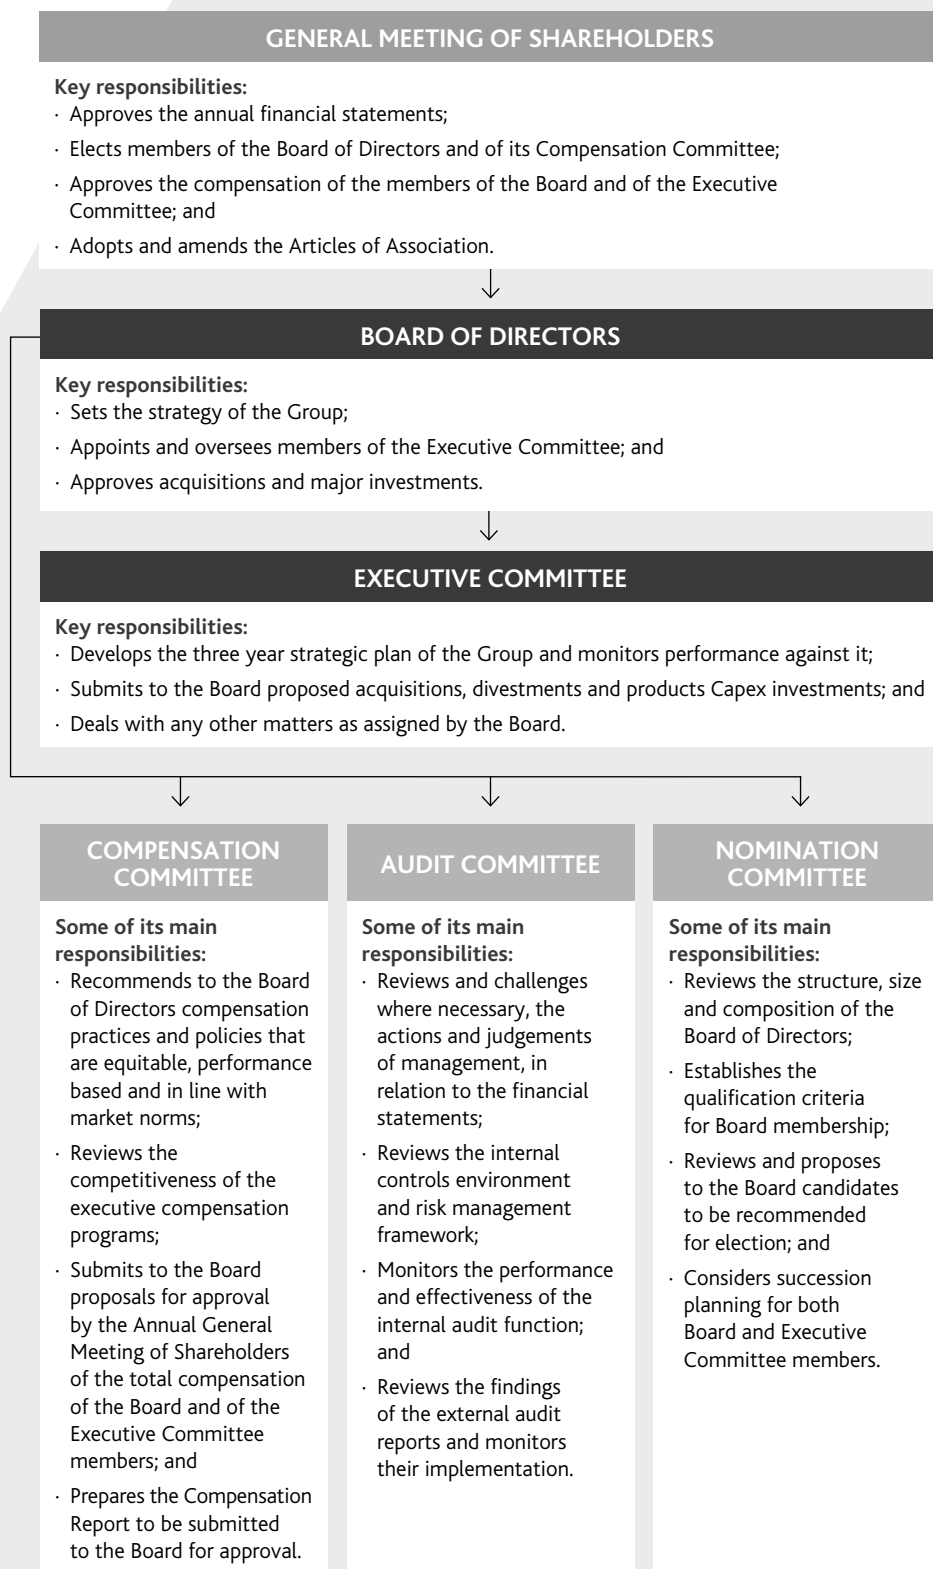 GENERAL MEETING OF SHAREHOLDERS
Key responsibilities:
· Approves the annual financial statements;
· Elects members of the Board of Directors and of its Compensation Committee;
· Approves the compensation of the members of the Board and of the Executive
Committee; and
· Adopts and amends the Articles of Association.
BOARD OF DIRECTORS
Key responsibilities:
· Sets the strategy of the Group;
· Appoints and oversees members of the Executive Committee; and
· Approves acquisitions and major investments.
EXECUTIVE COMMITTEE
Key responsibilities:
· Develops the three year strategic plan of the Group and monitors performance against it;
· Submits to the Board proposed acquisitions, divestments and products Capex investments; and
· Deals with any other matters as assigned by the Board.
COMPENSATION
COMMITTEE
Some of its main
responsibilities:
· Recommends to the Board
of Directors compensation
practices and policies that
are equitable, performance
based and in line with
market norms;
· Reviews the
competitiveness of the
executive compensation
programs;
· Submits to the Board
proposals for approval
by the Annual General
Meeting of Shareholders
of the total compensation
of the Board and of the
Executive Committee
members; and
· Prepares the Compensation
Report to be submitted
to the Board for approval.
AUDIT COMMITTEE
Some of its main
responsibilities:
· Reviews and challenges
where necessary, the
actions and judgements
of management, in
relation to the financial
statements;
· Reviews the internal
controls environment
and risk management
framework;
· Monitors the performance
and effectiveness of the
internal audit function;
and
· Reviews the findings
of the external audit
reports and monitors
their implementation.
NOMINATION
COMMITTEE
Some of its main
responsibilities:
· Reviews the structure, size
and composition of the
Board of Directors;
· Establishes the
qualification criteria
for Board membership;
· Reviews and proposes
to the Board candidates
to be recommended
for election; and
· Considers succession
planning for both
Board and Executive
Committee members.